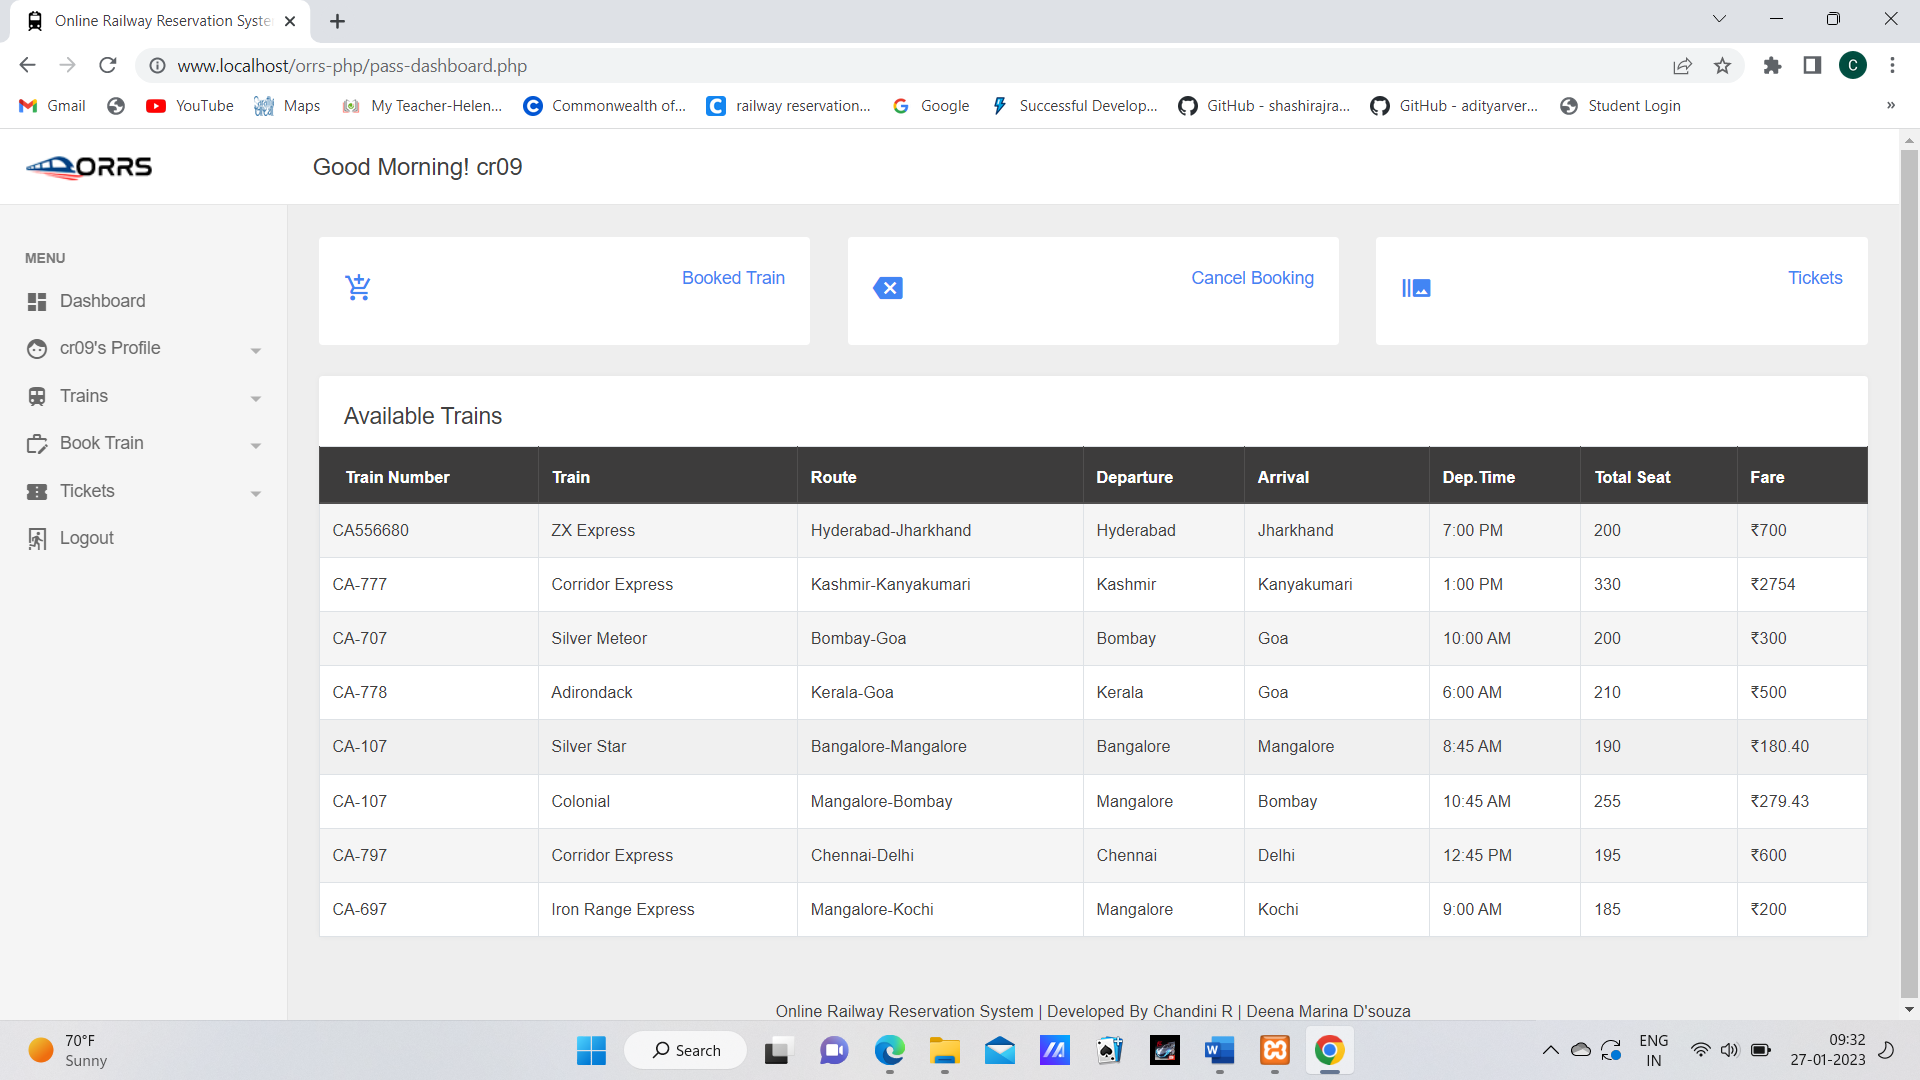 Online Railway Reservation Syste
www.localhost/orrs-php/pass-dashboard.php
C
Gmail YouTube Maps My Teacher-Helen... Commonwealth of... railway reservation... Google Successful Develop... GitHub - shashirajra... GitHub - adityarver... Student Login »
ORRS
Good Morning! cr09
MENU
Dashboard
cr09's Profile
Trains
Book Train
Tickets
Logout
Booked Train
Cancel Booking
Tickets
Available Trains
Train Number Train Route Departure Arrival Dep.Time Total Seat Fare
CA556680 ZX Express Hyderabad-Jharkhand Hyderabad Jharkhand 7:00 PM 200 ₹700
CA-777 Corridor Express Kashmir-Kanyakumari Kashmir Kanyakumari 1:00 PM 330 ₹2754
CA-707 Silver Meteor Bombay-Goa Bombay Goa 10:00 AM 200 ₹300
CA-778 Adirondack Kerala-Goa Kerala Goa 6:00 AM 210 ₹500
CA-107 Silver Star Bangalore-Mangalore Bangalore Mangalore 8:45 AM 190 ₹180.40
CA-107 Colonial Mangalore-Bombay Mangalore Bombay 10:45 AM 255 ₹279.43
CA-797 Corridor Express Chennai-Delhi Chennai Delhi 12:45 PM 195 ₹600
CA-697 Iron Range Express Mangalore-Kochi Mangalore Kochi 9:00 AM 185 ₹200
Online Railway Reservation System | Developed By Chandini R | Deena Marina D'souza
70°F
Sunny
Search
ENG
IN
09:32
27-01-2023